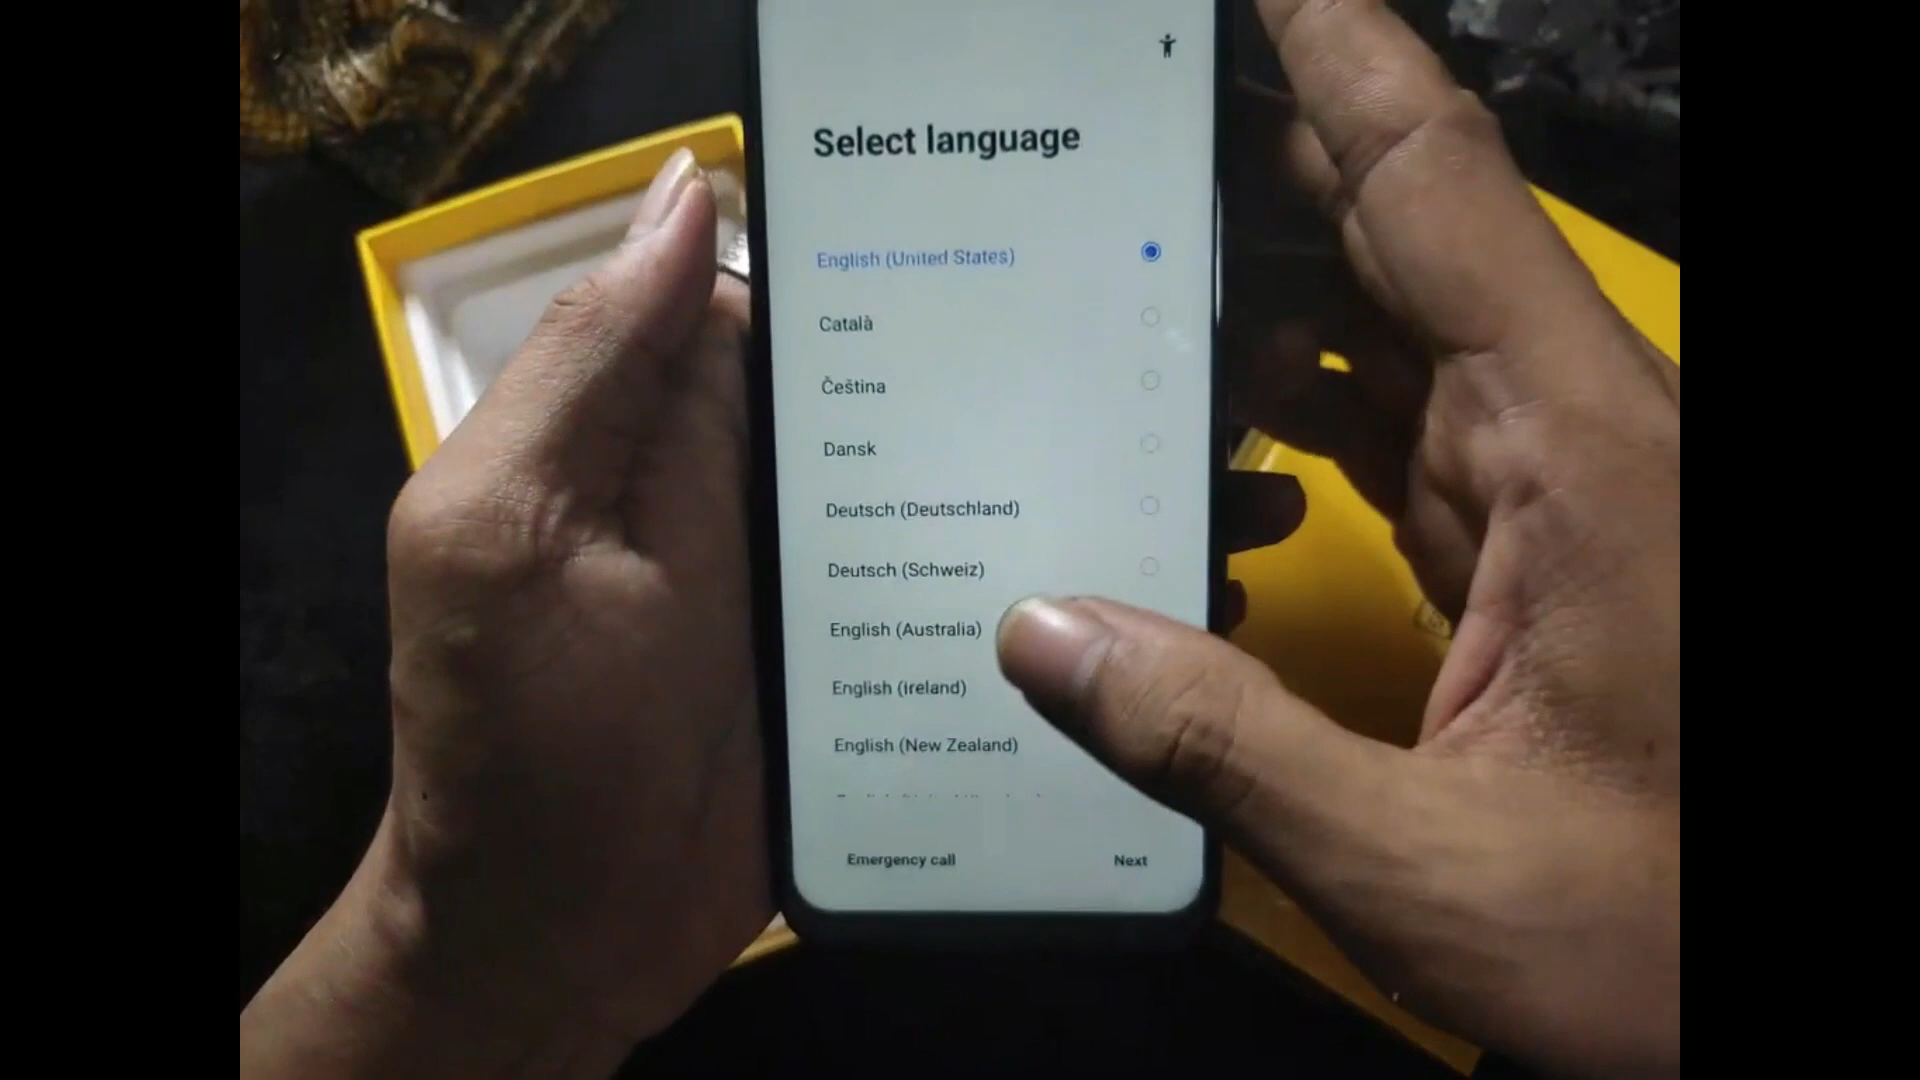 Select language
English (United States)
Català
Čeština
Dansk
Deutsch (Deutschland)
Deutsch (Schweiz)
English (Australia)
English (Ireland)
English (New Zealand)
Emergency call
Next